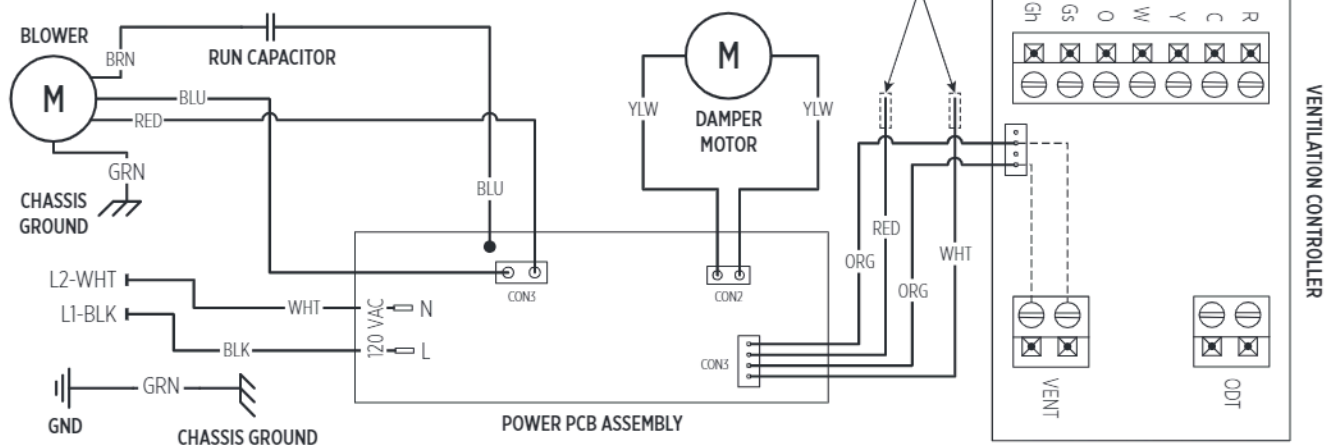 BLOWER
M
BRN
RUN CAPACITOR
BLU
RED
GRN
CHASSIS
GROUND
BLU
M
YLW
YLW
DAMPER
MOTOR
Gh
Gs
O
W
Y
C
R
VENTILATION CONTROLLER
ORG
RED
ORG
WHT
L2-WHT
WHT
N
L1-BLK
BLK
L
120 VAC
CON3
CON2
CON3
GND
GRN
CHASSIS GROUND
POWER PCB ASSEMBLY
VENT
ODT